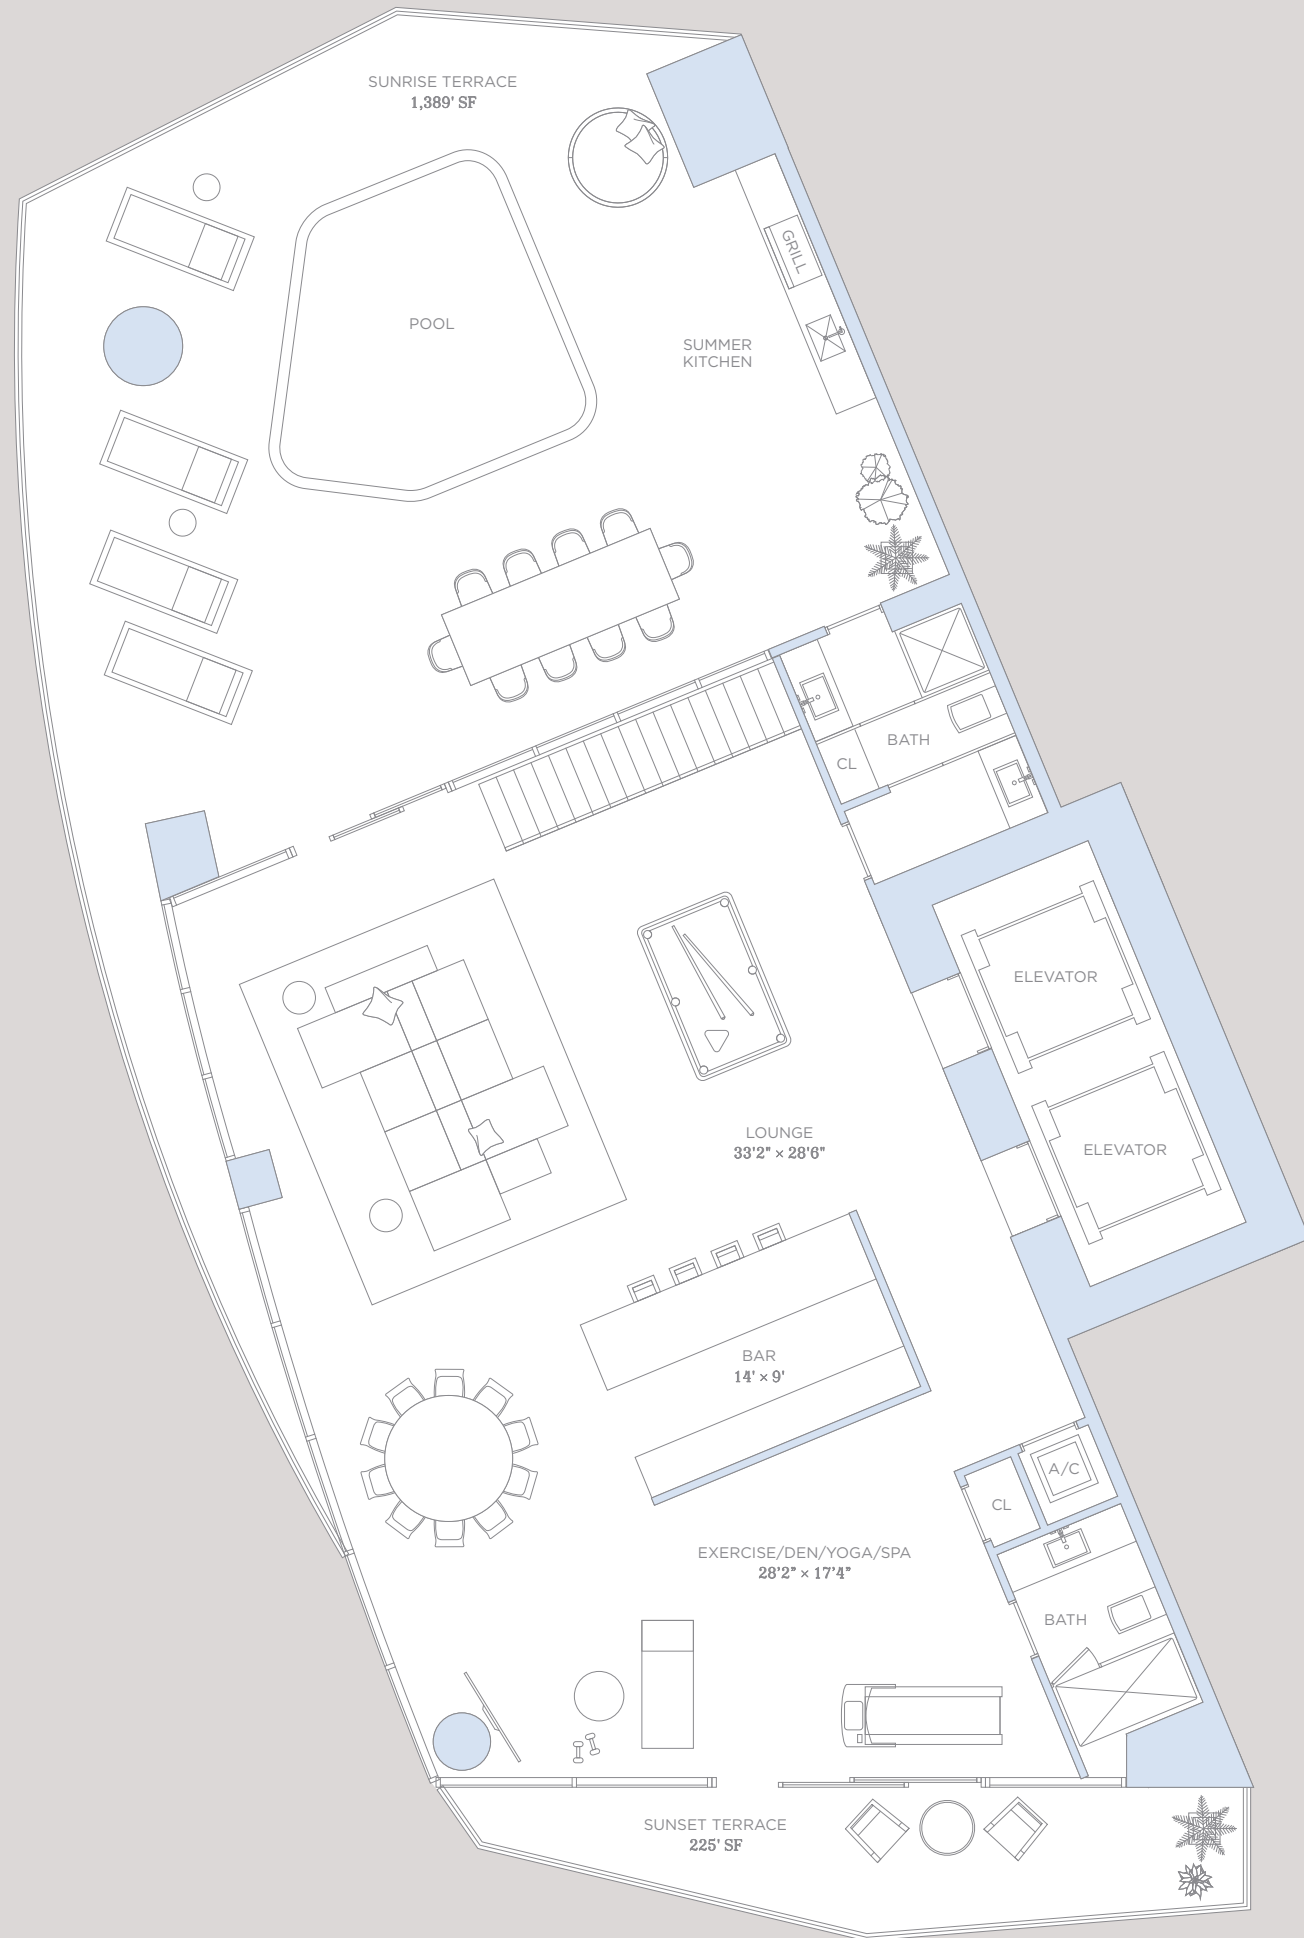 SUNRISE TERRACE
1,389' SF
GRILL
POOL
SUMMER
KITCHEN
BATH
CL
ELEVATOR
LOUNGE
33'2" × 28'6"
ELEVATOR
BAR
14' × 9'
A/C
CL
EXERCISE/DEN/YOGA/SPA
28'2" × 17'4"
BATH
SUNSET TERRACE
225' SF